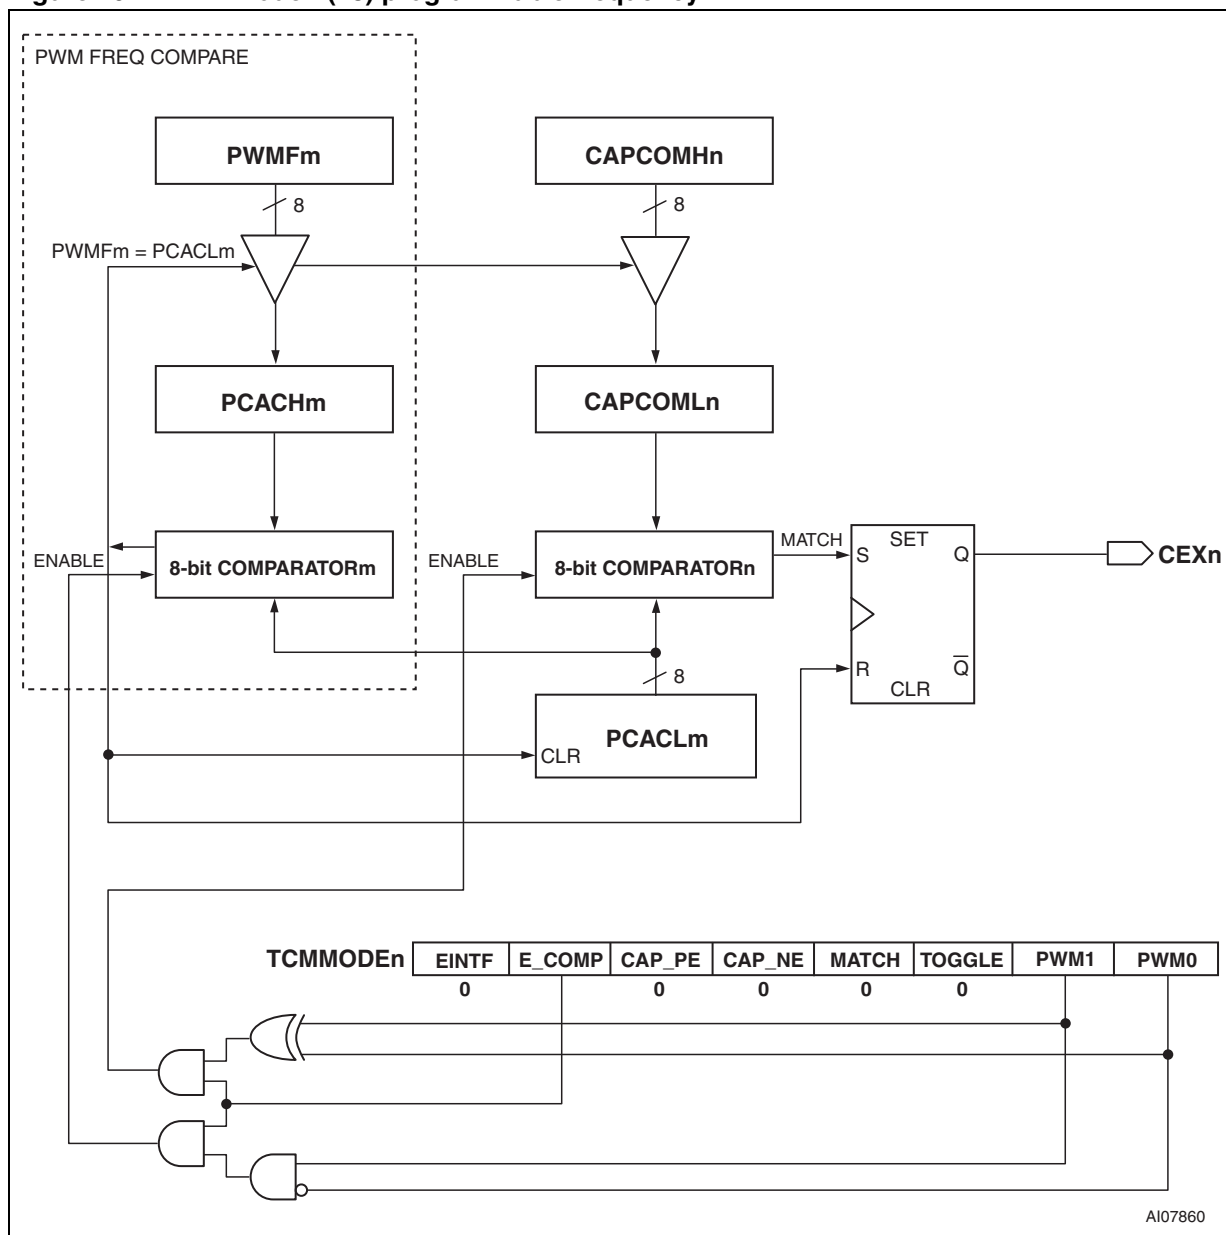 PWM FREQ COMPARE
PWMFm
CAPCOMHn
8
8
PWMFm = PCACLm
PCACHm
CAPCOMLn
ENABLE
8-bit COMPARATORm
ENABLE
8-bit COMPARATORn
MATCH
SET
S
Q
CEXn
R
Q
CLR
8
PCACLm
CLR
TCMMODEn
EINTF
E_COMP
CAP_PE
CAP_NE
MATCH
TOGGLE
PWM1
PWM0
0
0
0
0
0
AI07860